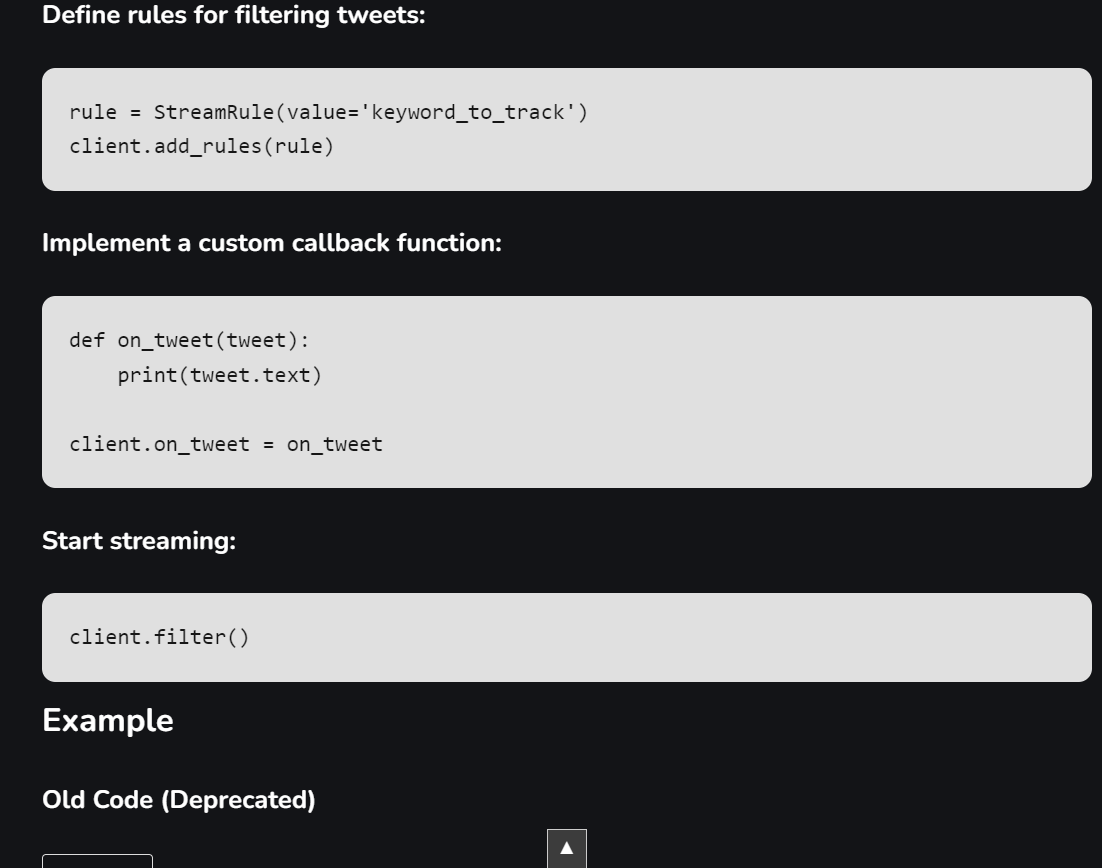 Define rules for filtering tweets:
rule = StreamRule(value='keyword_to_track')
client.add_rules(rule)
Implement a custom callback function:
def on_tweet(tweet):
    print(tweet.text)
client.on_tweet = on_tweet
Start streaming:
client.filter()
Example
Old Code (Deprecated)